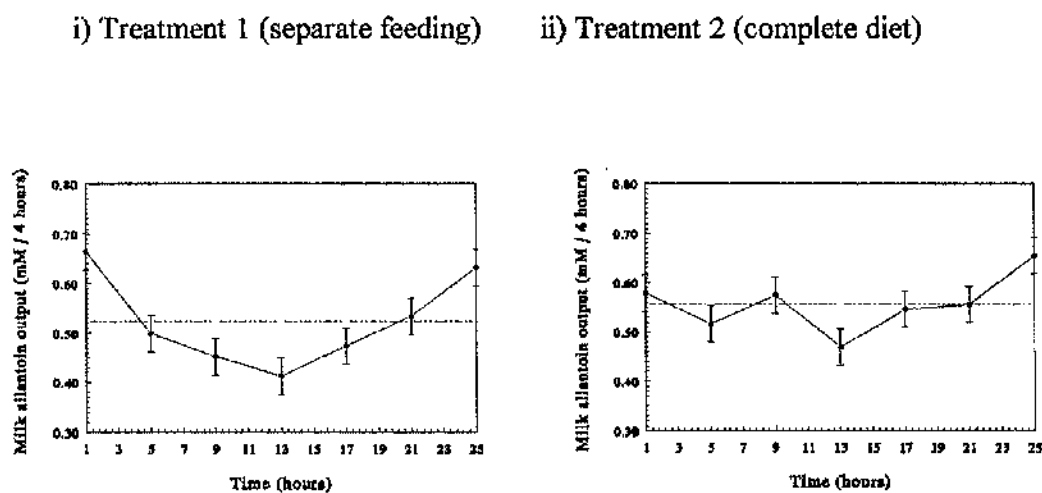 i) Treatment 1 (separate feeding) ii) Treatment 2 (complete diet)
Milk allantoin output (mM / 4 hours)
0.80
0.70
0.60
0.50
0.40
0.30
1 3 5 7 9 11 13 15 17 19 21 23 25
Time (hours)
Milk allantoin output (mM / 4 hours)
0.80
0.70
0.60
0.50
0.40
0.30
1 3 5 7 9 11 13 15 17 19 21 23 25
Time (hours)